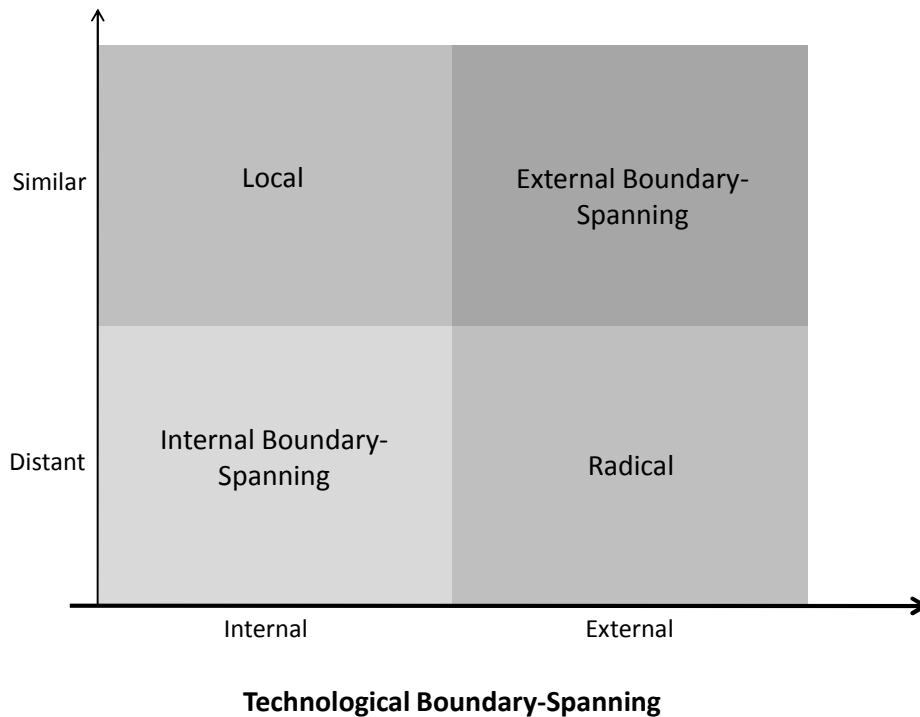 Similar
Local
External Boundary-
Spanning
Distant
Internal Boundary-
Spanning
Radical
Internal
External
Technological Boundary-Spanning